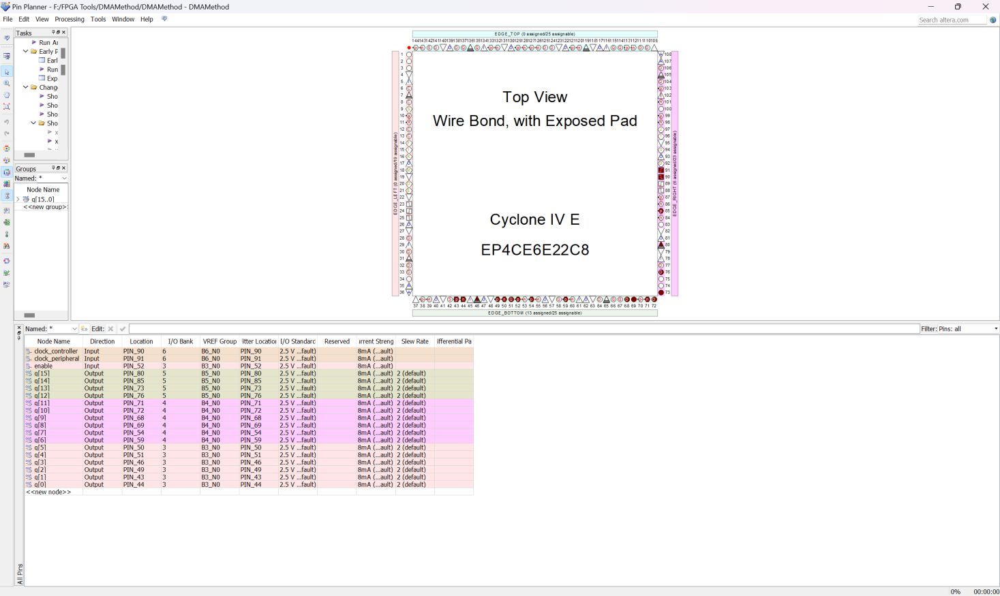 Pin Planner - F:/FPGA Tools/DMAMethod/DMAMethod - DMAMethod
File Edit View Processing Tools Window Help
Search altera.com
Tasks
Run Ar
Early P
Earl
Run
Exp
Change
Sho
Sho
Sho
Sho
Groups
Named: *
Node Name
q[15..0]
<<new group>>
EDGE_TOP (0 assigned/25 assignable)
EDGE_LEFT (0 assigned/19 assignable)
EDGE_RIGHT (6 assigned/23 assignable)
Top View
Wire Bond, with Exposed Pad
Cyclone IV E
EP4CE6E22C8
1
2
3
4
5
6
7
8
9
10
11
12
13
14
15
16
17
18
19
20
21
22
23
24
25
26
27
28
29
30
31
32
33
34
35
36
108
107
106
105
104
103
102
101
100
99
98
97
96
95
94
93
92
91
90
89
88
87
86
85
84
83
82
81
80
79
78
77
76
75
74
73
37 38 39 40 41 42 43 44 45 46 47 48 49 50 51 52 53 54 55 56 57 58 59 60 61 62 63 64 65 66 67 68 69 70 71 72
EDGE_BOTTOM (13 assigned/25 assignable)
Named: * Edit: Filter: Pins: all
Node Name Direction Location I/O Bank VREF Group itter Location I/O Standard Reserved urrent Streng Slew Rate ifferential Pa
clock_controller Input PIN_90 6 B6_N0 PIN_90 2.5 V ...fault) 8mA (...ault)
clock_peripheral Input PIN_91 6 B6_N0 PIN_91 2.5 V ...fault) 8mA (...ault)
enable Input PIN_52 3 B3_N0 PIN_52 2.5 V ...fault) 8mA (...ault)
q[15] Output PIN_80 5 B5_N0 PIN_80 2.5 V ...fault) 8mA (...ault) 2 (default)
q[14] Output PIN_85 5 B5_N0 PIN_85 2.5 V ...fault) 8mA (...ault) 2 (default)
q[13] Output PIN_73 5 B5_N0 PIN_73 2.5 V ...fault) 8mA (...ault) 2 (default)
q[12] Output PIN_76 5 B5_N0 PIN_76 2.5 V ...fault) 8mA (...ault) 2 (default)
q[11] Output PIN_71 4 B4_N0 PIN_71 2.5 V ...fault) 8mA (...ault) 2 (default)
q[10] Output PIN_72 4 B4_N0 PIN_72 2.5 V ...fault) 8mA (...ault) 2 (default)
q[9] Output PIN_68 4 B4_N0 PIN_68 2.5 V ...fault) 8mA (...ault) 2 (default)
q[8] Output PIN_69 4 B4_N0 PIN_69 2.5 V ...fault) 8mA (...ault) 2 (default)
q[7] Output PIN_54 4 B4_N0 PIN_54 2.5 V ...fault) 8mA (...ault) 2 (default)
q[6] Output PIN_59 4 B4_N0 PIN_59 2.5 V ...fault) 8mA (...ault) 2 (default)
q[5] Output PIN_50 3 B3_N0 PIN_50 2.5 V ...fault) 8mA (...ault) 2 (default)
q[4] Output PIN_51 3 B3_N0 PIN_51 2.5 V ...fault) 8mA (...ault) 2 (default)
q[3] Output PIN_46 3 B3_N0 PIN_46 2.5 V ...fault) 8mA (...ault) 2 (default)
q[2] Output PIN_49 3 B3_N0 PIN_49 2.5 V ...fault) 8mA (...ault) 2 (default)
q[1] Output PIN_43 3 B3_N0 PIN_43 2.5 V ...fault) 8mA (...ault) 2 (default)
q[0] Output PIN_44 3 B3_N0 PIN_44 2.5 V ...fault) 8mA (...ault) 2 (default)
<<new node>>
All Pins
0% 00:00:00